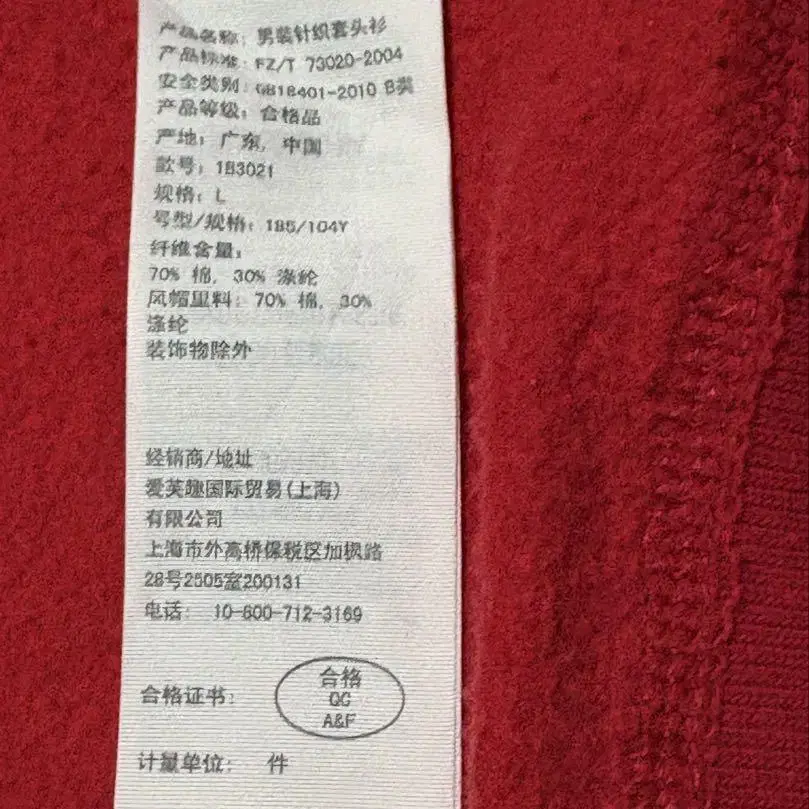 产品名称: 男装针织套头衫
产品标准: FZ/T 73020-2004
安全类别: GB18401-2010 B类
产品等级: 合格品
产地: 广东, 中国
款号: 183021
规格: L
号型/规格: 185/104Y
纤维含量:
70% 棉, 30% 涤纶
风帽里料: 70% 棉, 30%
涤纶
装饰物除外
经销商/地址
爱芙趣国际贸易(上海)
有限公司
上海市外高桥保税区加枫路
28号2505室200131
电话: 10-800-712-3169
合格证书:
合格
QC
A&F
计量单位: 件